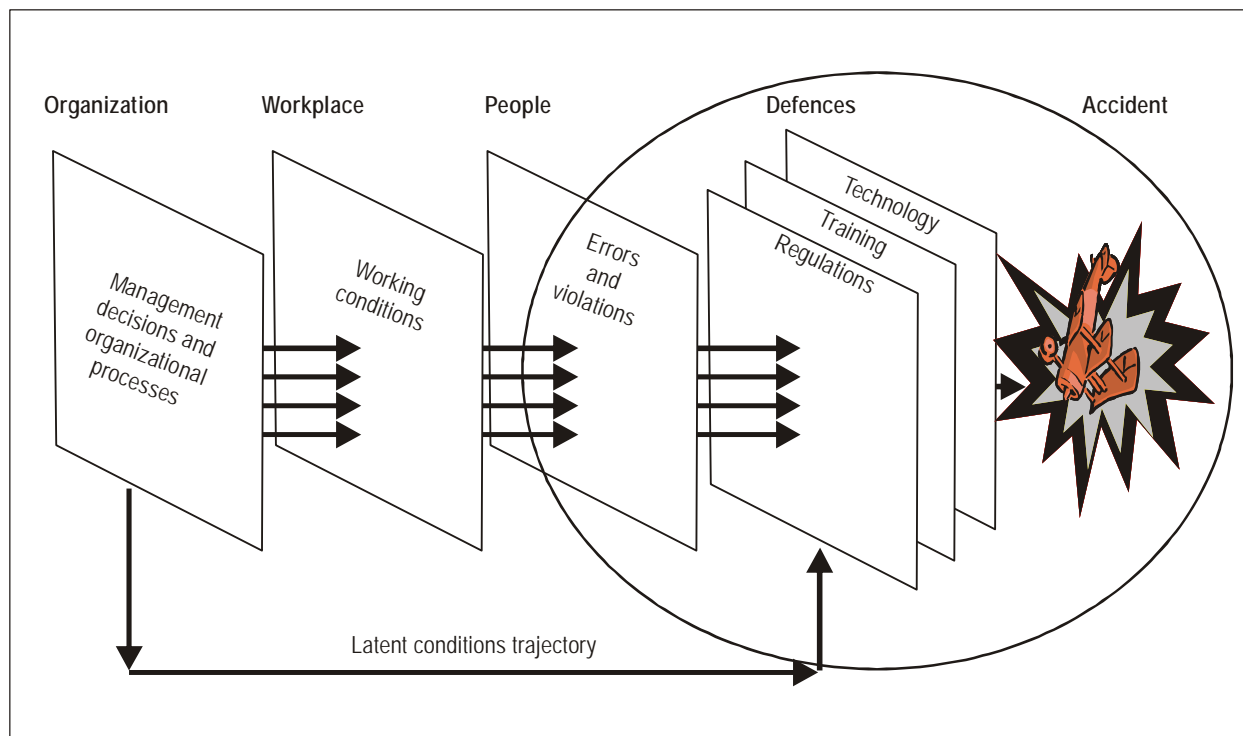 Organization
Workplace
People
Defences
Accident
Management
decisions and
organizational
processes
Working
conditions
Errors
and
violations
Technology
Training
Regulations
Latent conditions trajectory